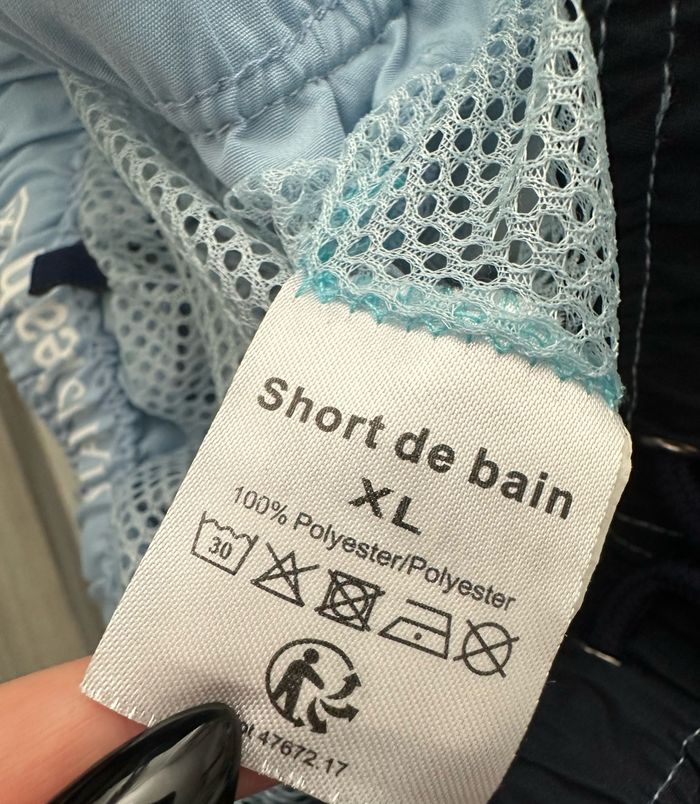 Short de bain
XL
100% Polyester/Polyester
30
47672.17